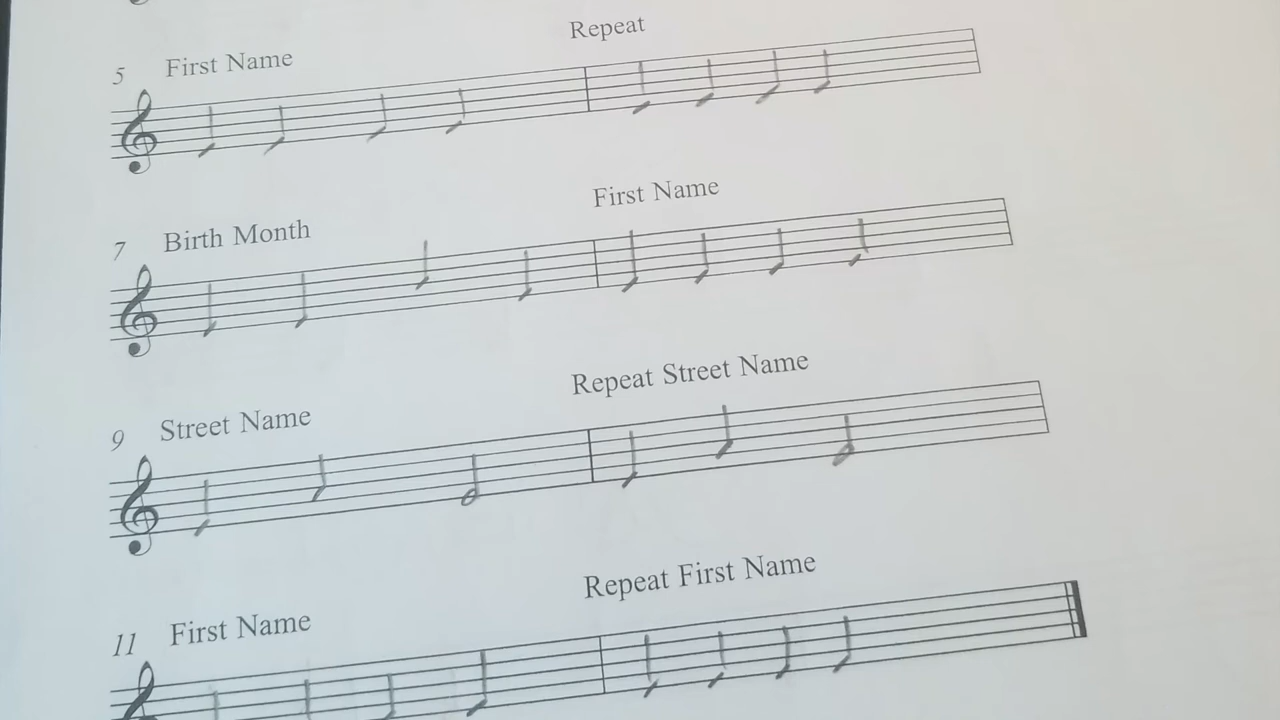 Repeat
5 First Name
First Name
7 Birth Month
Repeat Street Name
9 Street Name
Repeat First Name
11 First Name